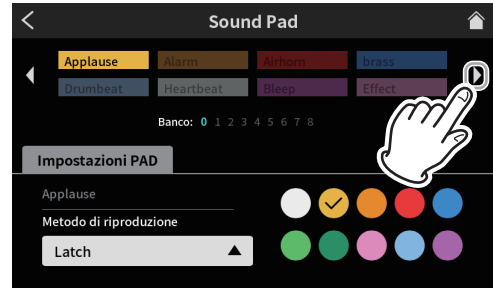 Sound Pad
Applause Alarm Airhorn brass
Drumbeat Heartbeat Bleep Effect
Banco: 0 1 2 3 4 5 6 7 8
Impostazioni PAD
Applause
Metodo di riproduzione
Latch